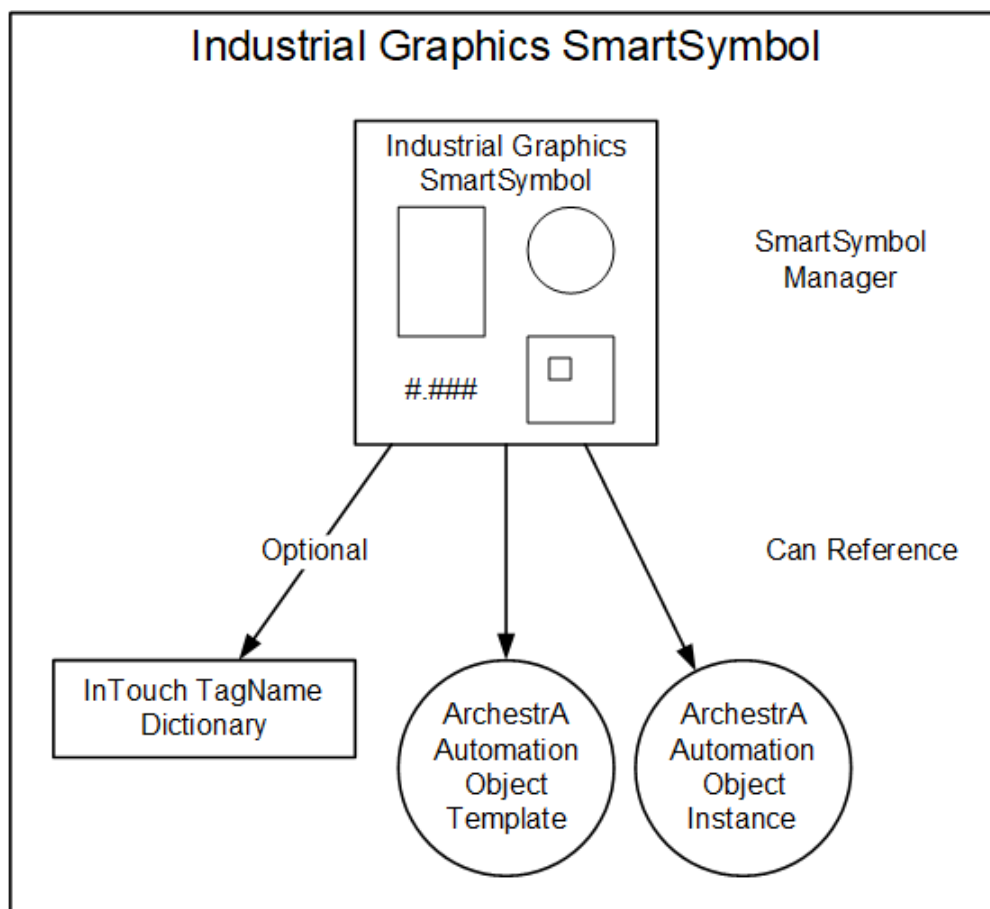 Industrial Graphics SmartSymbol
Industrial Graphics
SmartSymbol
SmartSymbol
Manager
#.###
Optional
Can Reference
InTouch TagName
Dictionary
ArchestrA
Automation
Object
Template
ArchestrA
Automation
Object
Instance